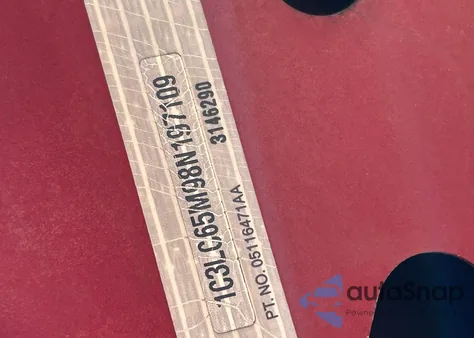 1C3LC65M98N197109
3146290
PT. NO. 05116471AA
autoSnap